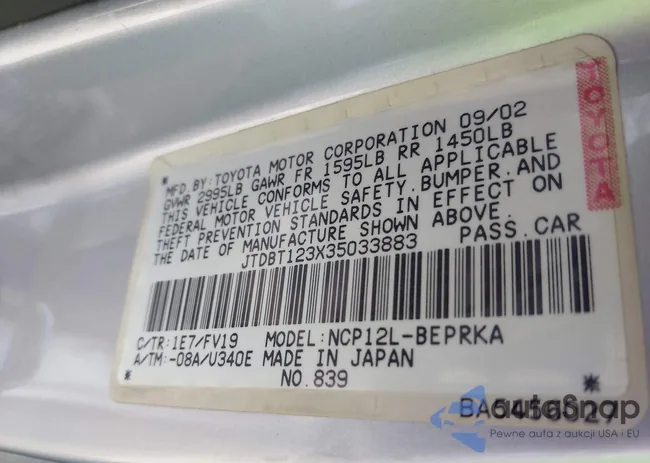 MFD.BY:TOYOTA MOTOR CORPORATION 09/02
GVWR 2995LB GAWR FR 1595LB RR 1450LB
THIS VEHICLE CONFORMS TO ALL APPLICABLE
FEDERAL MOTOR VEHICLE SAFETY,BUMPER,AND
THEFT PREVENTION STANDARDS IN EFFECT ON
THE DATE OF MANUFACTURE SHOWN ABOVE.
JTDBT123X35033883 PASS.CAR
C/TR:1E7/FV19 MODEL:NCP12L-BEPRKA
A/TM:-08A/U340E MADE IN JAPAN
NO.839
TOYOTA
autoSnap
Pewne auta z aukcji USA i EU